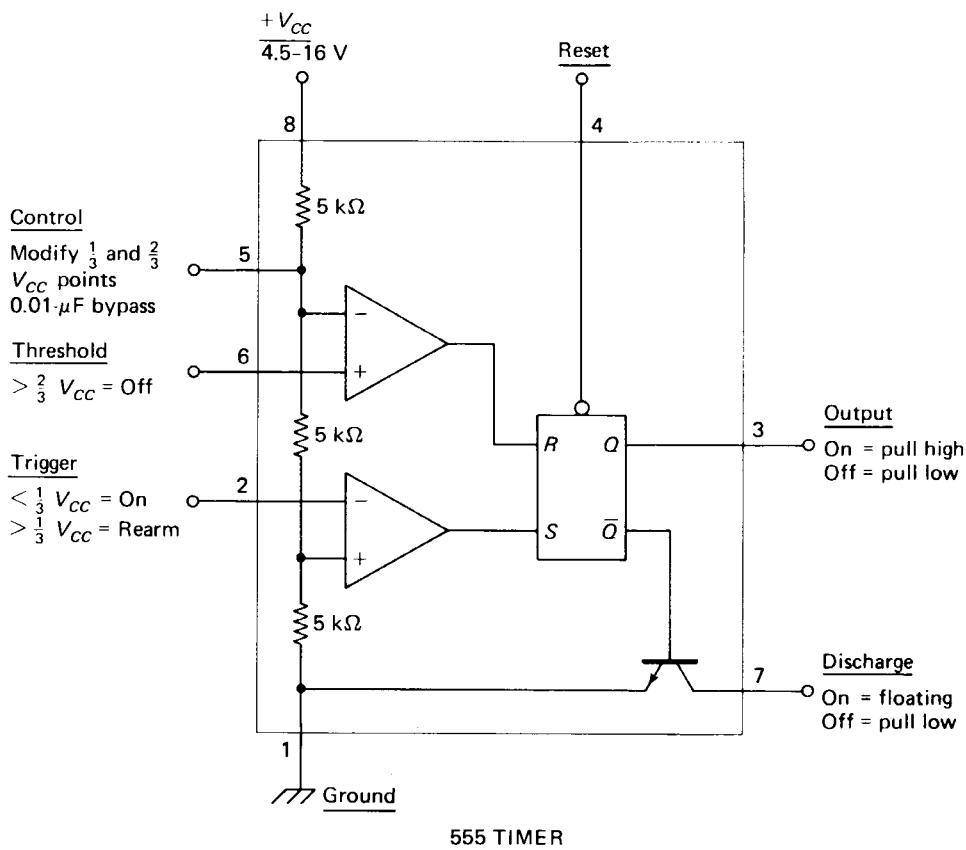 + V_CC
4.5-16 V
Reset
8
4
5 kΩ
Control
Modify 1/3 and 2/3
V_CC points
0.01-μF bypass
5
−
Threshold
> 2/3 V_CC = Off
6
+
5 kΩ
R Q
3
Output
On = pull high
Off = pull low
Trigger
< 1/3 V_CC = On
> 1/3 V_CC = Rearm
2
−
S Q̅
+
5 kΩ
7
Discharge
On = floating
Off = pull low
1
Ground
555 TIMER